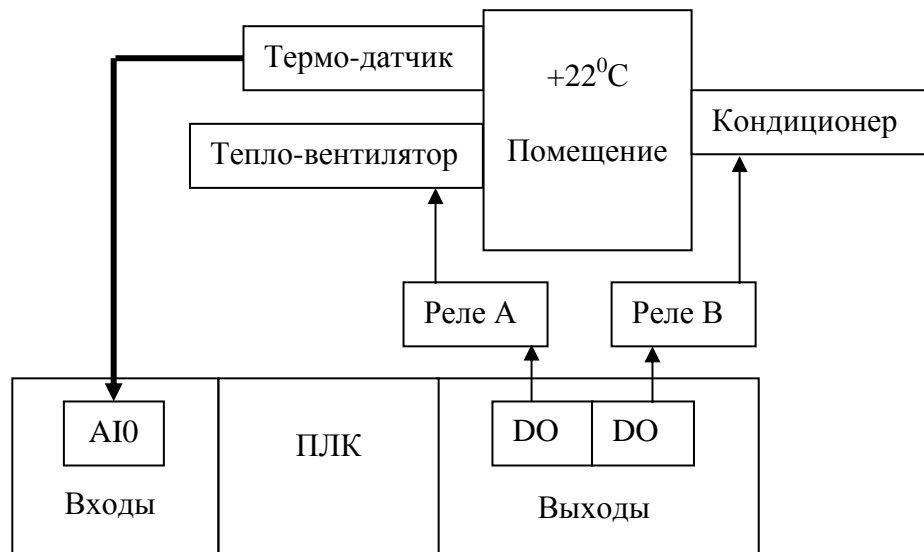 Термо-датчик
+22⁰C
Кондиционер
Тепло-вентилятор
Помещение
Реле A
Реле B
AI0
ПЛК
DO
DO
Входы
Выходы